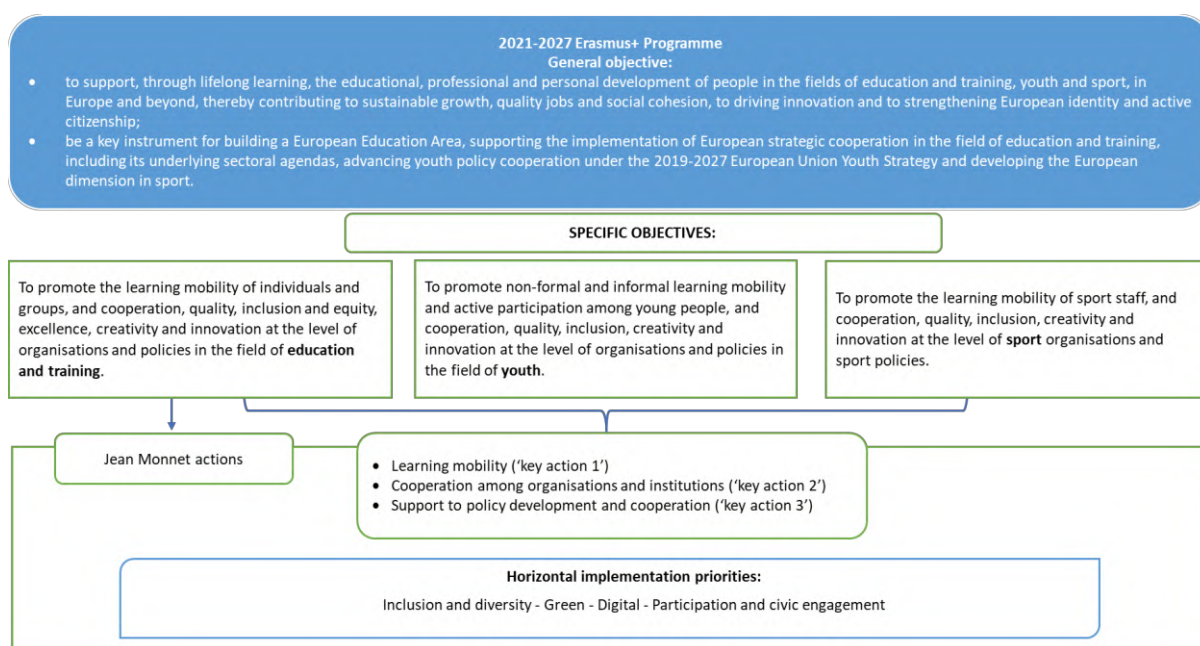 2021-2027 Erasmus+ Programme
General objective:
• to support, through lifelong learning, the educational, professional and personal development of people in the fields of education and training, youth and sport, in
Europe and beyond, thereby contributing to sustainable growth, quality jobs and social cohesion, to driving innovation and to strengthening European identity and active
citizenship;
• be a key instrument for building a European Education Area, supporting the implementation of European strategic cooperation in the field of education and training,
including its underlying sectoral agendas, advancing youth policy cooperation under the 2019-2027 European Union Youth Strategy and developing the European
dimension in sport.
SPECIFIC OBJECTIVES:
To promote the learning mobility of individuals and
groups, and cooperation, quality, inclusion and equity,
excellence, creativity and innovation at the level of
organisations and policies in the field of education
and training.
To promote non-formal and informal learning mobility
and active participation among young people, and
cooperation, quality, inclusion, creativity and
innovation at the level of organisations and policies in
the field of youth.
To promote the learning mobility of sport staff, and
cooperation, quality, inclusion, creativity and
innovation at the level of sport organisations and
sport policies.
Jean Monnet actions
• Learning mobility (‘key action 1’)
• Cooperation among organisations and institutions (‘key action 2’)
• Support to policy development and cooperation (‘key action 3’)
Horizontal implementation priorities:
Inclusion and diversity - Green - Digital - Participation and civic engagement